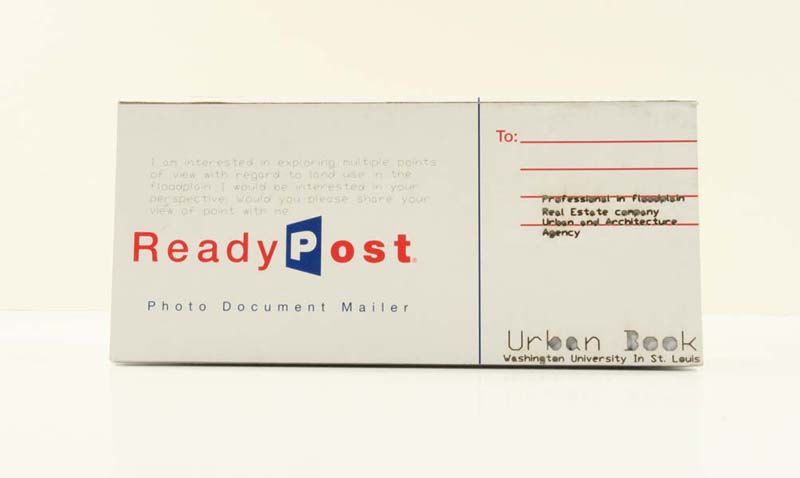 I am interested in exploring multiple points
of view with regard to land use in the
floodplain. I would be interested in your
perspective, would you please share your
view of point with me.
ReadyPost®
Photo Document Mailer
To:
Professional in floodplain
Real Estate company
Urban and Architecture
Agency
Urban Book
Washington University In St. Louis